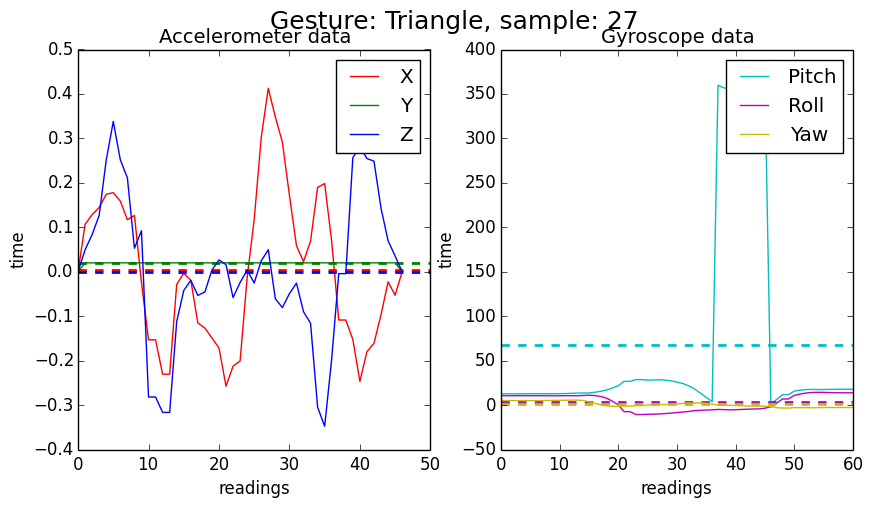 Gesture: Triangle, sample: 27
Accelerometer data
0.5
0.4
0.3
0.2
0.1
0.0
−0.1
−0.2
−0.3
−0.4
time
0 10 20 30 40 50
readings
X
Y
Z
Gyroscope data
400
350
300
250
200
150
100
50
0
−50
time
0 10 20 30 40 50 60
readings
Pitch
Roll
Yaw